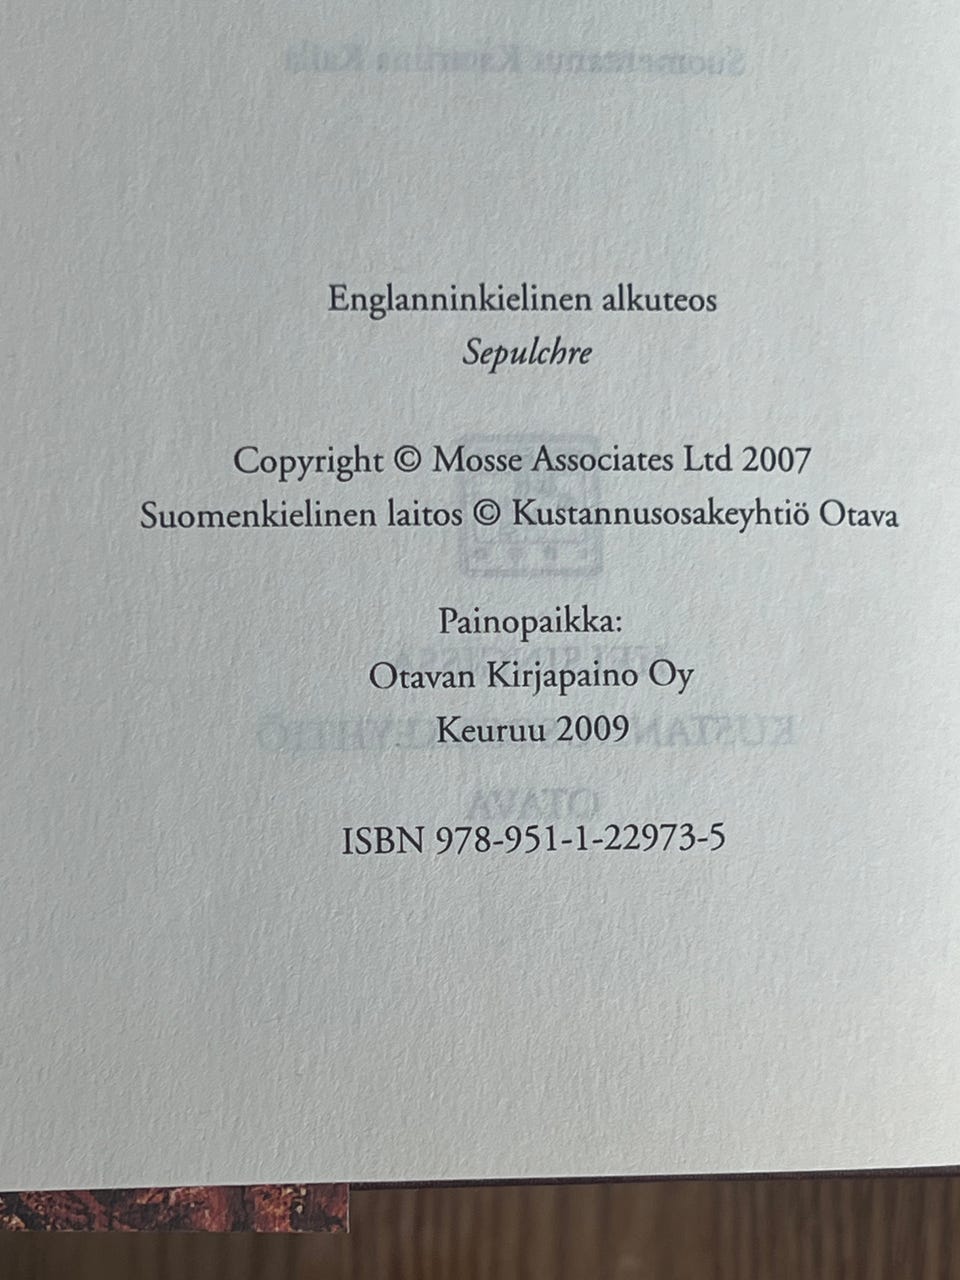 Englanninkielinen alkuteos
Sepulchre
Copyright © Mosse Associates Ltd 2007
Suomenkielinen laitos © Kustannusosakeyhtiö Otava
Painopaikka:
Otavan Kirjapaino Oy
Keuruu 2009
ISBN 978-951-1-22973-5